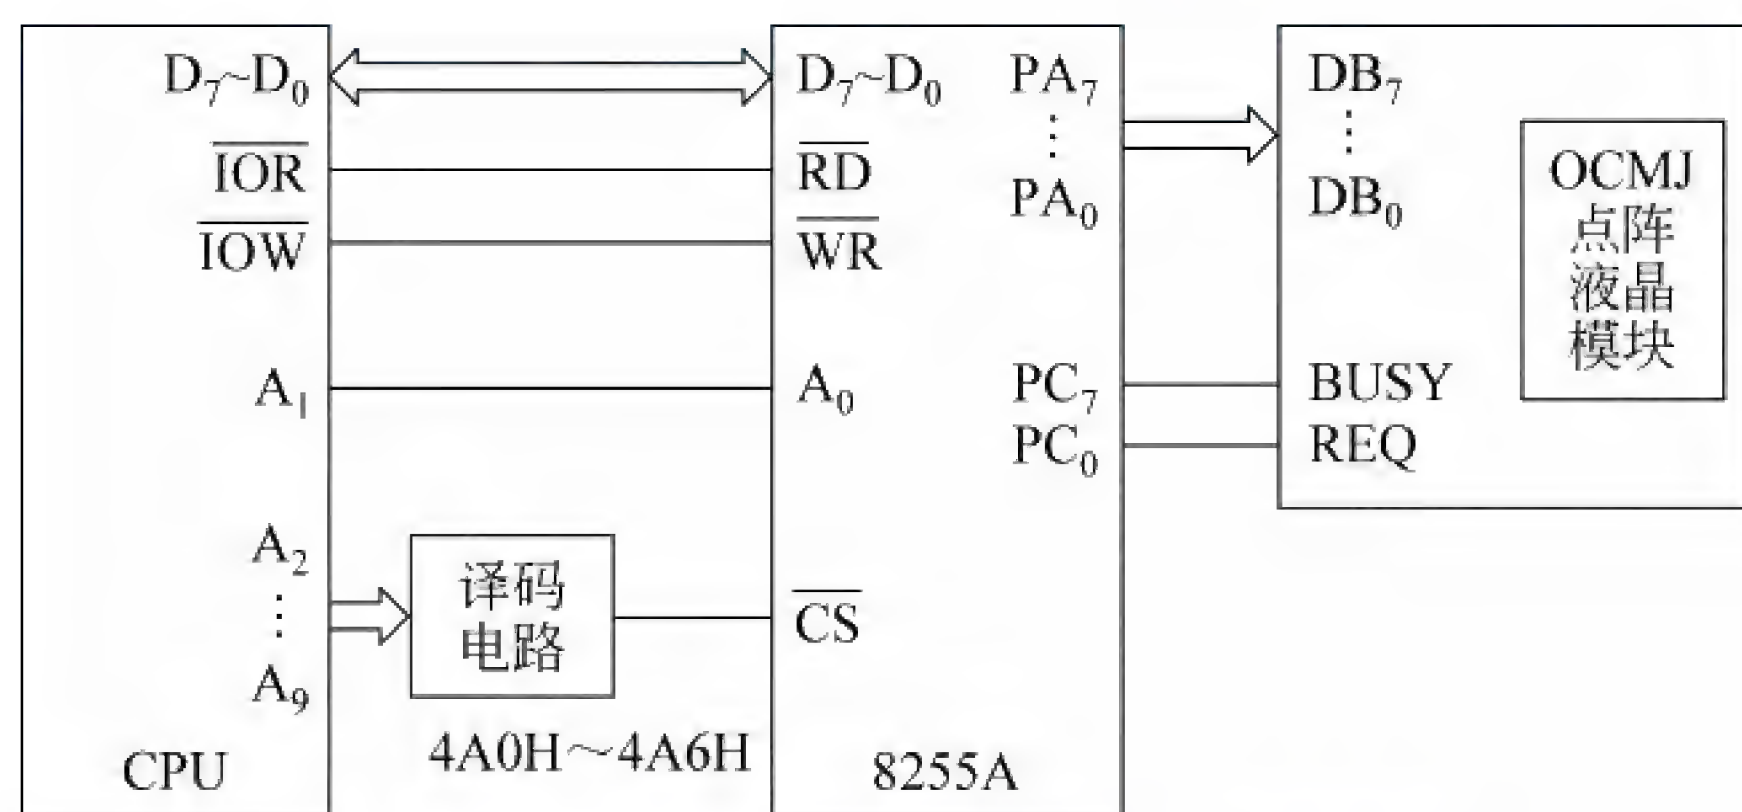 D₇~D₀
IOR
IOW
A₁
A₂
⋮
A₉
CPU
译码
电路
4A0H～4A6H
D₇~D₀
RD
WR
A₀
CS
8255A
PA₇
⋮
PA₀
PC₇
PC₀
DB₇
⋮
DB₀
BUSY
REQ
OCMJ
点阵
液晶
模块